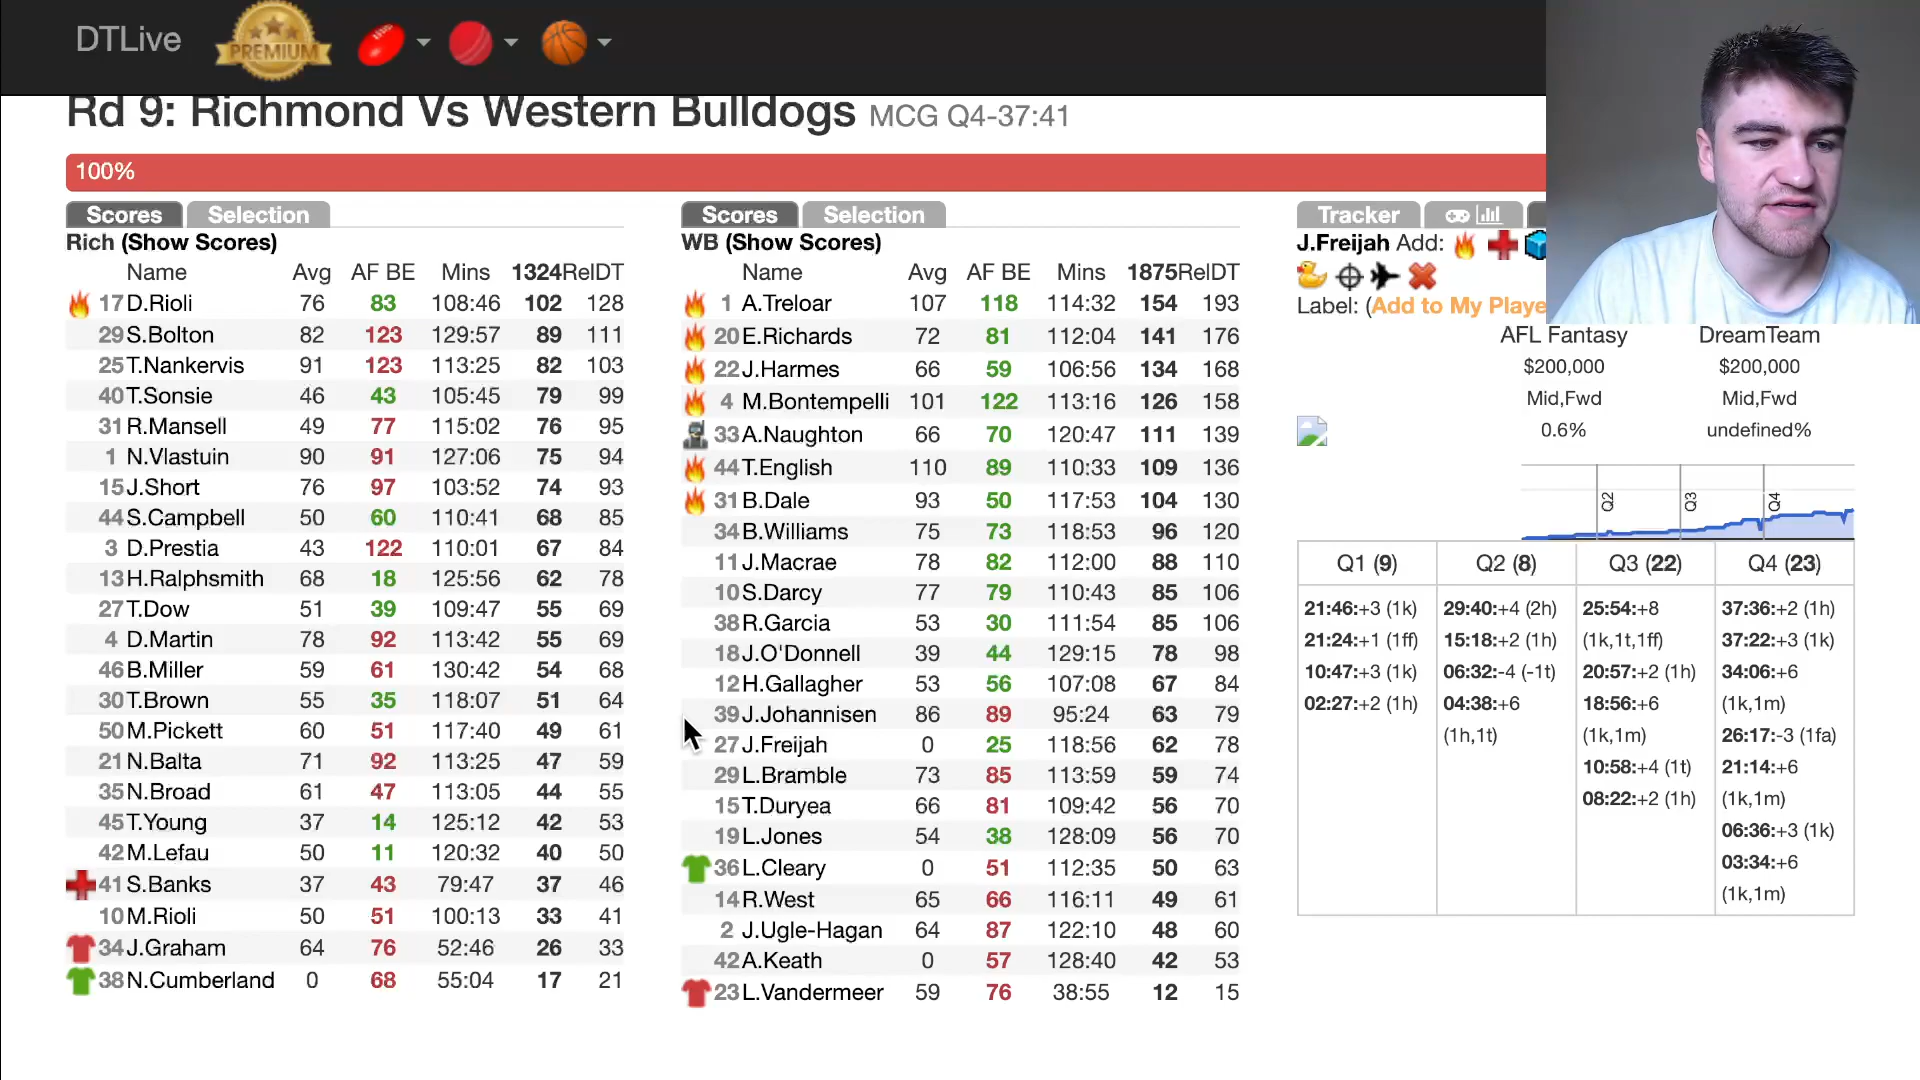 DTLive
PREMIUM
Rd 9: Richmond Vs Western Bulldogs MCG Q4-37:41
100%
Scores Selection
Rich (Show Scores)
Name Avg AF BE Mins 1324RelDT
17 D.Rioli 76 83 108:46 102 128
29 S.Bolton 82 123 129:57 89 111
25 T.Nankervis 91 123 113:25 82 103
40 T.Sonsie 46 43 105:45 79 99
31 R.Mansell 49 77 115:02 76 95
1 N.Vlastuin 90 91 127:06 75 94
15 J.Short 76 97 103:52 74 93
44 S.Campbell 50 60 110:41 68 85
3 D.Prestia 43 122 110:01 67 84
13 H.Ralphsmith 68 18 125:56 62 78
27 T.Dow 51 39 109:47 55 69
4 D.Martin 78 92 113:42 55 69
46 B.Miller 59 61 130:42 54 68
30 T.Brown 55 35 118:07 51 64
50 M.Pickett 60 51 117:40 49 61
21 N.Balta 71 92 113:25 47 59
35 N.Broad 61 47 113:05 44 55
45 T.Young 37 14 125:12 42 53
42 M.Lefau 50 11 120:32 40 50
41 S.Banks 37 43 79:47 37 46
10 M.Rioli 50 51 100:13 33 41
34 J.Graham 64 76 52:46 26 33
38 N.Cumberland 0 68 55:04 17 21
Scores Selection
WB (Show Scores)
Name Avg AF BE Mins 1875RelDT
1 A.Treloar 107 118 114:32 154 193
20 E.Richards 72 81 112:04 141 176
22 J.Harmes 66 59 106:56 134 168
4 M.Bontempelli 101 122 113:16 126 158
33 A.Naughton 66 70 120:47 111 139
44 T.English 110 89 110:33 109 136
31 B.Dale 93 50 117:53 104 130
34 B.Williams 75 73 118:53 96 120
11 J.Macrae 78 82 112:00 88 110
10 S.Darcy 77 79 110:43 85 106
38 R.Garcia 53 30 111:54 85 106
18 J.O'Donnell 39 44 129:15 78 98
12 H.Gallagher 53 56 107:08 67 84
39 J.Johannisen 86 89 95:24 63 79
27 J.Freijah 0 25 118:56 62 78
29 L.Bramble 73 85 113:59 59 74
15 T.Duryea 66 81 109:42 56 70
19 L.Jones 54 38 128:09 56 70
36 L.Cleary 0 51 112:35 50 63
14 R.West 65 66 116:11 49 61
2 J.Ugle-Hagan 64 87 122:10 48 60
42 A.Keath 0 57 128:40 42 53
23 L.Vandermeer 59 76 38:55 12 15
Tracker
J.Freijah Add:
Label: (Add to My Playe
AFL Fantasy DreamTeam
$200,000 $200,000
Mid,Fwd Mid,Fwd
0.6% undefined%
Q2 Q3 Q4
Q1 (9) Q2 (8) Q3 (22) Q4 (23)
21:46:+3 (1k)
21:24:+1 (1ff)
10:47:+3 (1k)
02:27:+2 (1h)
29:40:+4 (2h)
15:18:+2 (1h)
06:32:-4 (-1t)
04:38:+6
(1h,1t)
25:54:+8
(1k,1t,1ff)
20:57:+2 (1h)
18:56:+6
(1k,1m)
10:58:+4 (1t)
08:22:+2 (1h)
37:36:+2 (1h)
37:22:+3 (1k)
34:06:+6
(1k,1m)
26:17:-3 (1fa)
21:14:+6
(1k,1m)
06:36:+3 (1k)
03:34:+6
(1k,1m)